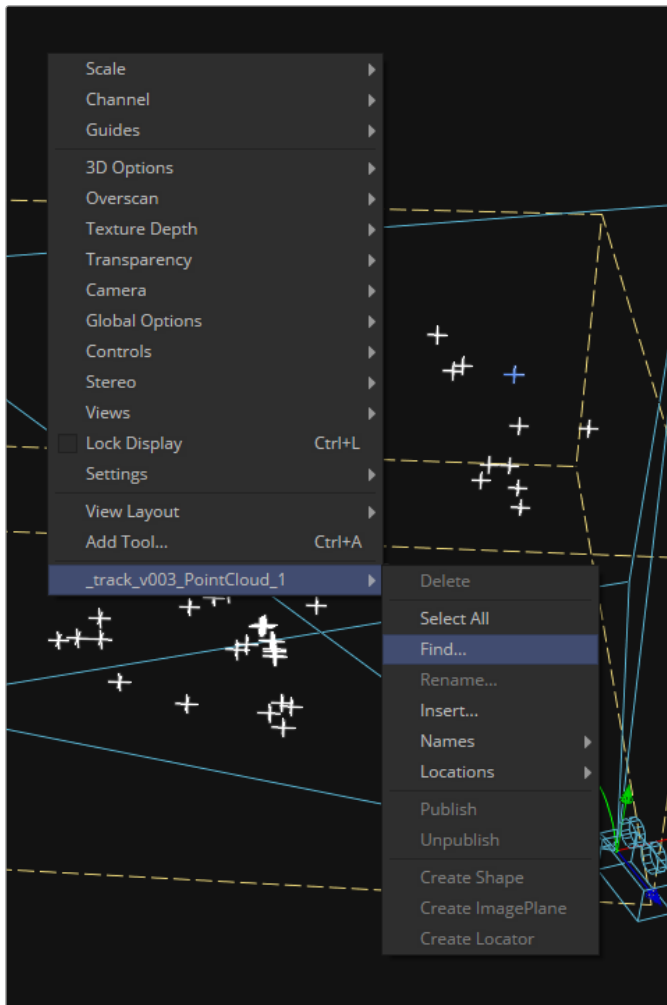 Scale
Channel
Guides
3D Options
Overscan
Texture Depth
Transparency
Camera
Global Options
Controls
Stereo
Views
Lock Display Ctrl+L
Settings
View Layout
Add Tool... Ctrl+A
_track_v003_PointCloud_1
Delete
Select All
Find...
Rename...
Insert...
Names
Locations
Publish
Unpublish
Create Shape
Create ImagePlane
Create Locator